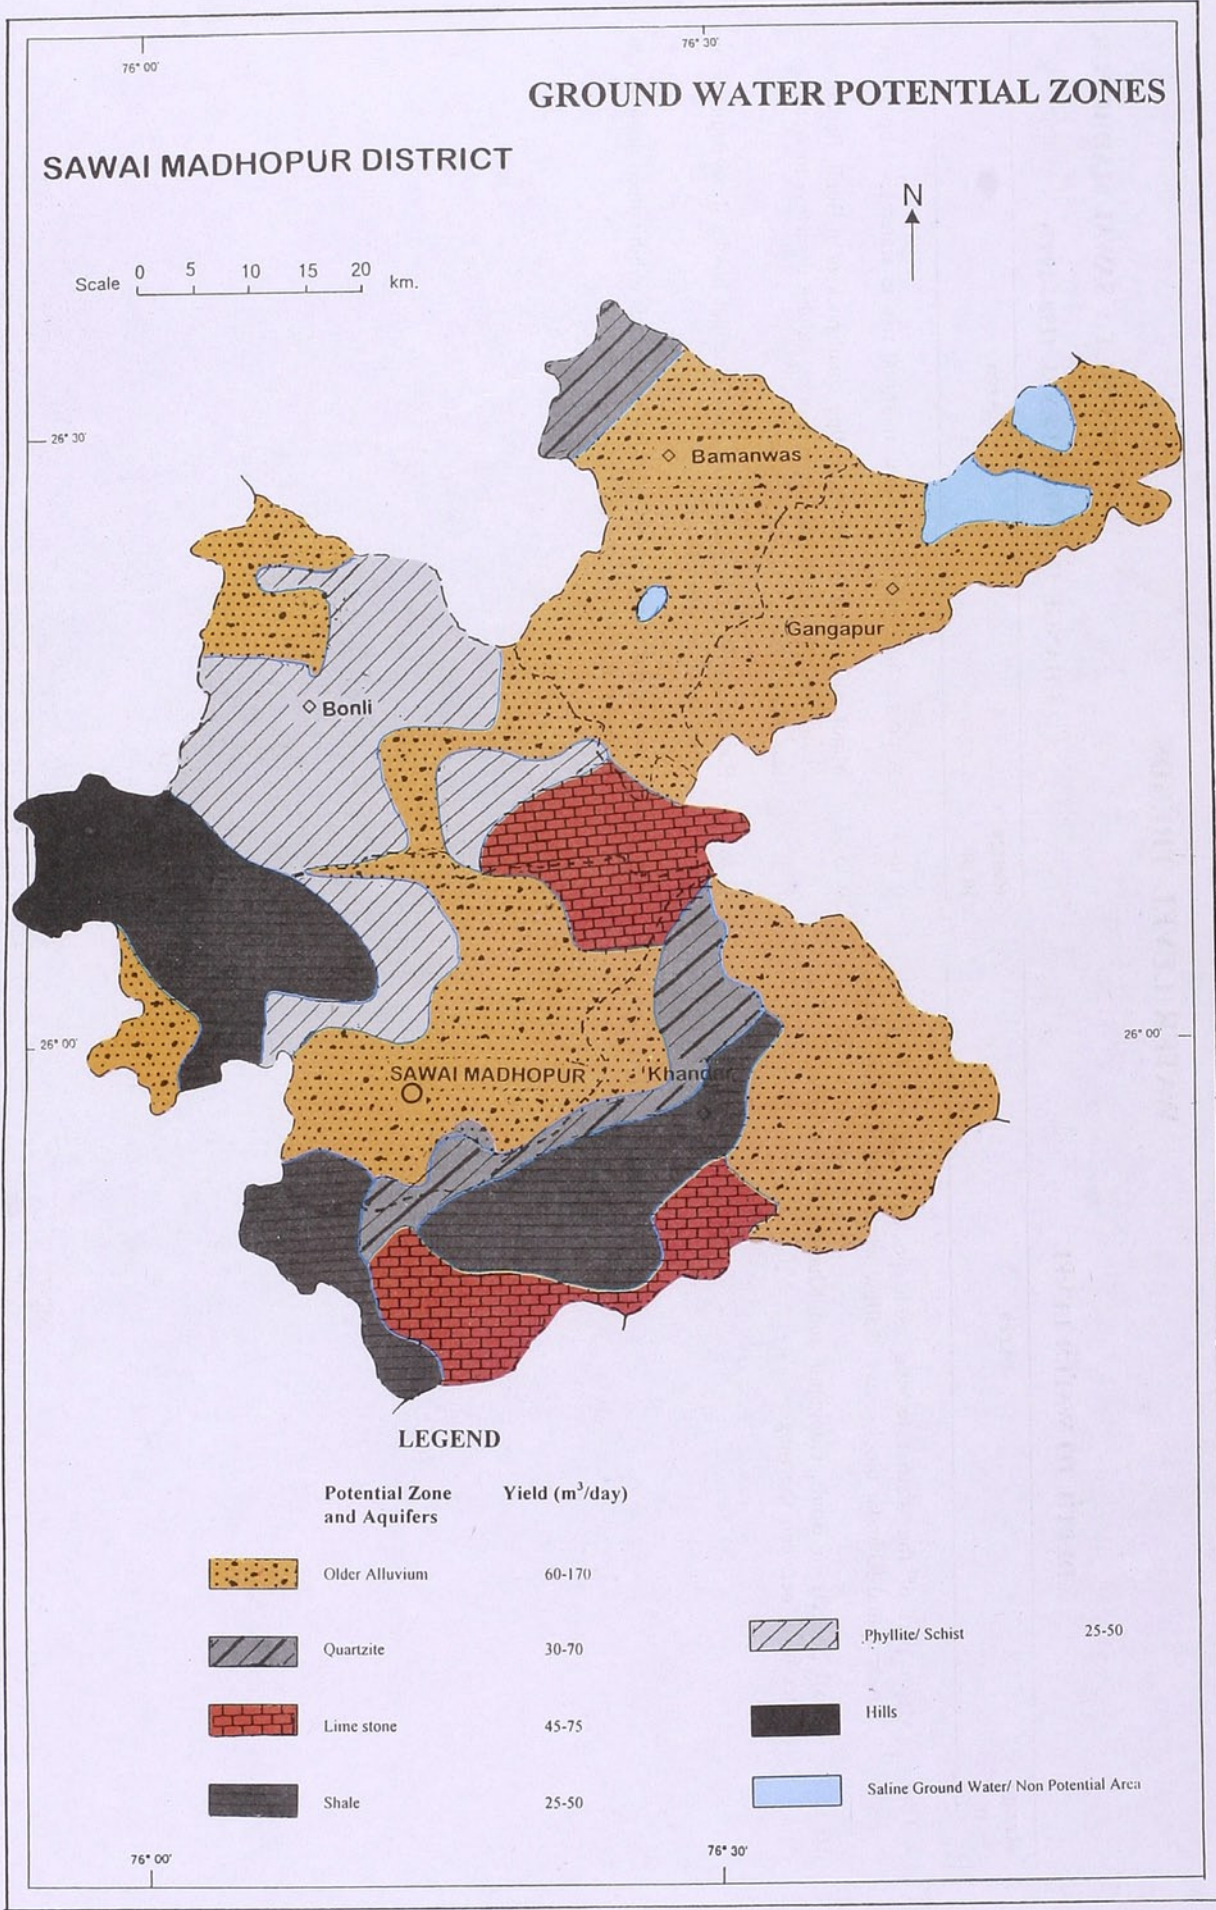 76° 00'
76° 30'
GROUND WATER POTENTIAL ZONES
SAWAI MADHOPUR DISTRICT
N
Scale 0 5 10 15 20 km.
26° 30'
Bamanwas
Gangapur
Bonli
26° 00'
26° 00'
SAWAI MADHOPUR
Khandar
LEGEND
Potential Zone
and Aquifers
Yield (m³/day)
Older Alluvium 60-170
Quartzite 30-70
Lime stone 45-75
Shale 25-50
Phyllite/ Schist 25-50
Hills
Saline Ground Water/ Non Potential Area
76° 00'
76° 30'